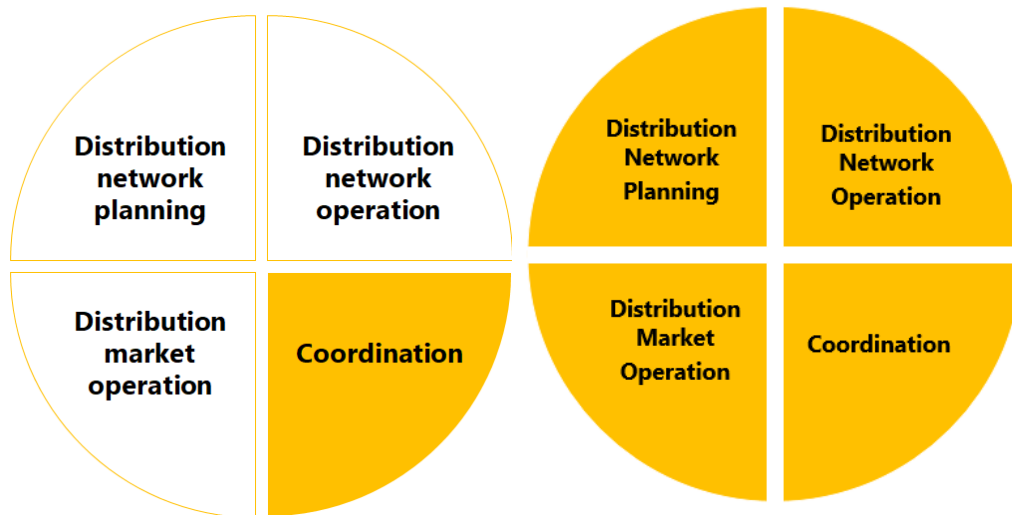 Distribution
network
planning
Distribution
network
operation
Distribution
market
operation
Coordination
Distribution
Network
Planning
Distribution
Network
Operation
Distribution
Market
Operation
Coordination